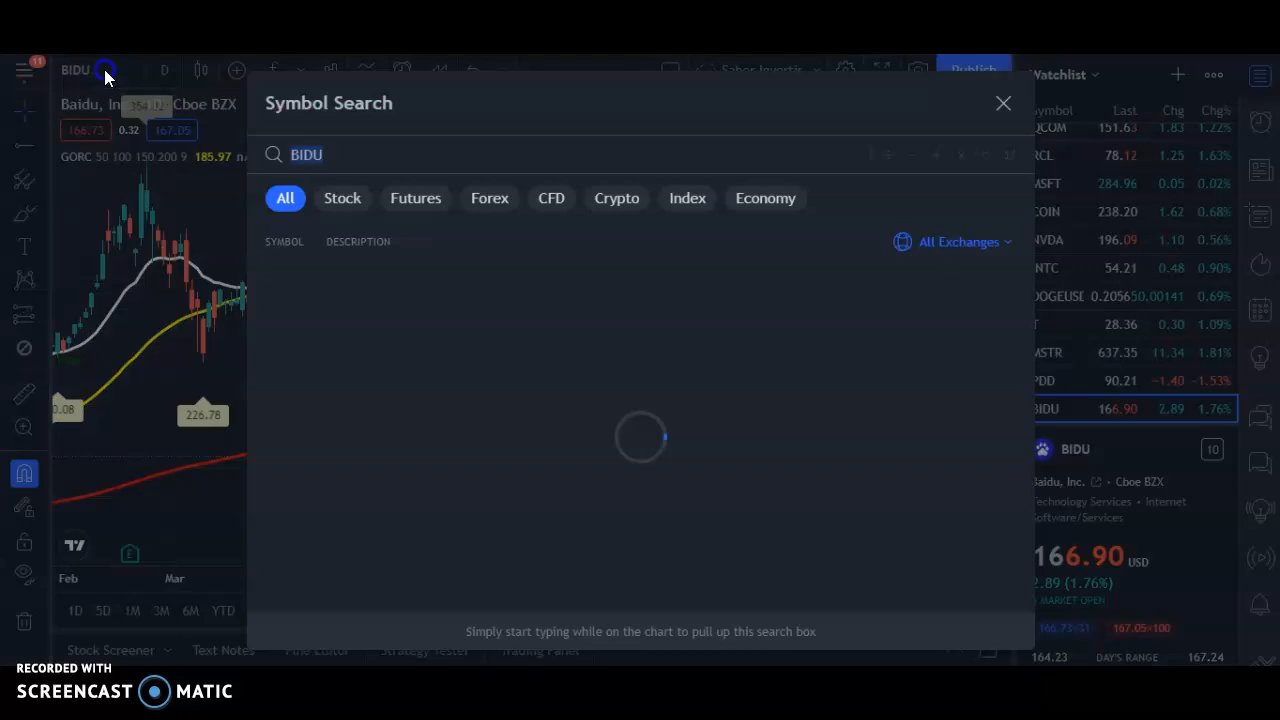 11
BIDU
D
Publish
Baidu, In
Cboe BZX
166.73
0.32
167.05
GORC 50 100 150 200 9 185.97
226.78
Feb
Mar
1D 5D 1M 3M 6M YTD
Stock Screener
Text Notes
Pine Editor
Strategy Tester
Trading Panel
Symbol Search
BIDU
All
Stock
Futures
Forex
CFD
Crypto
Index
Economy
SYMBOL
DESCRIPTION
All Exchanges
Simply start typing while on the chart to pull up this search box
Watchlist
Symbol Last Chg Chg%
QCOM 151.63 1.83 1.22%
RCL 78.12 1.25 1.63%
MSFT 284.96 0.05 0.02%
COIN 238.20 1.62 0.68%
NVDA 196.09 1.10 0.56%
NTC 54.21 0.48 0.90%
DOGEUSE 0.205650.00141 0.69%
T 28.36 0.30 1.09%
MSTR 637.35 11.34 1.81%
PDD 90.21 −1.40 −1.53%
BIDU 166.90 2.89 1.76%
BIDU
10
Baidu, Inc. • Cboe BZX
Technology Services • Internet
Software/Services
166.90 USD
2.89 (1.76%)
MARKET OPEN
167.05×100
164.23 DAY'S RANGE 167.24
RECORDED WITH
SCREENCAST MATIC